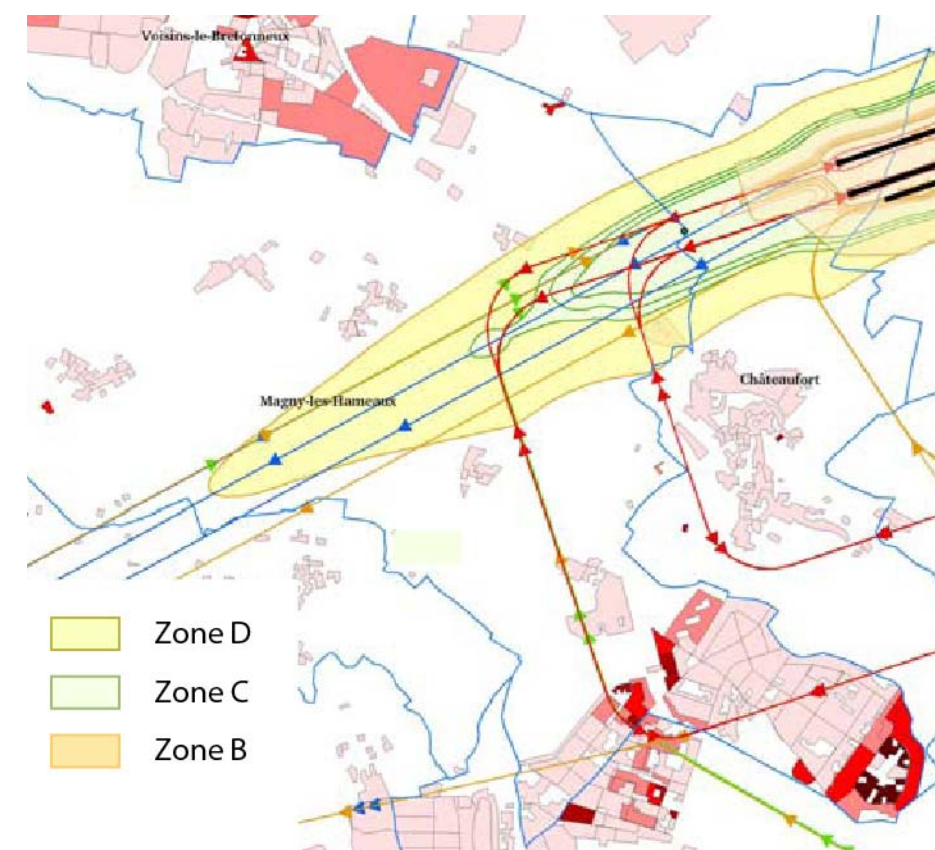 Voisins-le-Bretonneux
Châteaufort
Magny-les-Hameaux
Zone D
Zone C
Zone B